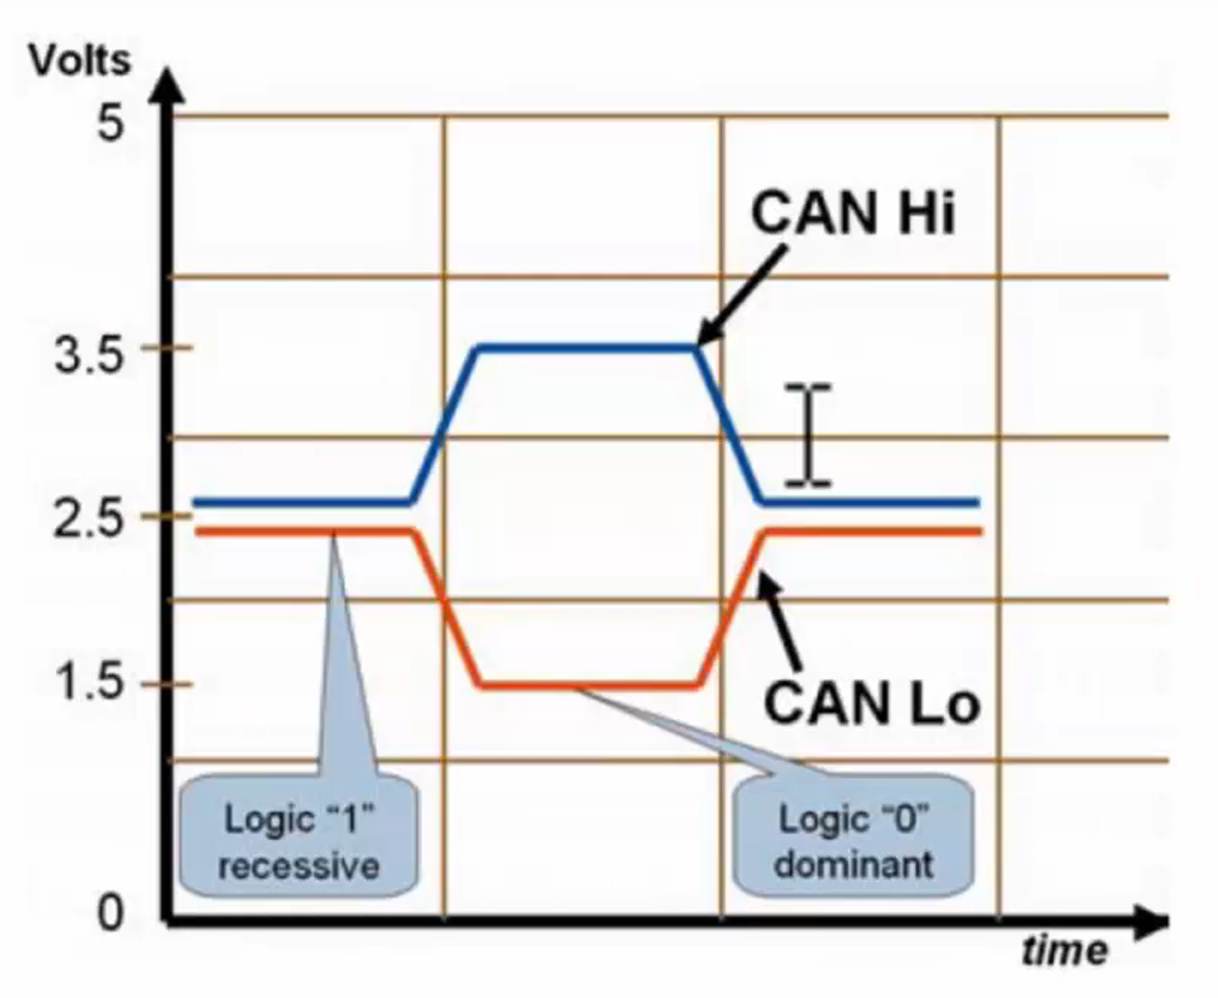 Volts
5
CAN Hi
3.5
2.5
1.5
CAN Lo
Logic “1”
recessive
Logic “0”
dominant
0
time